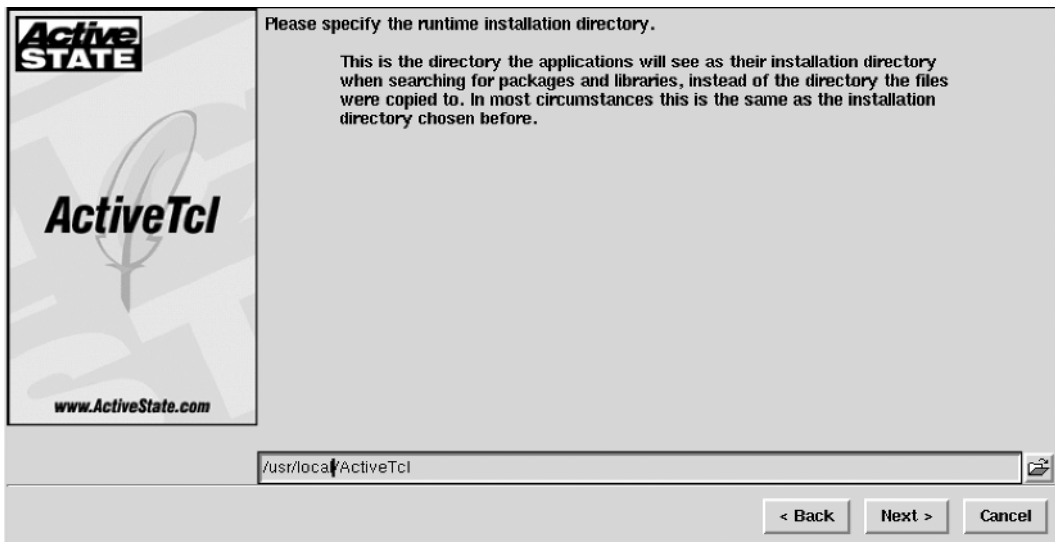 Active
STATE
ActiveTcl
www.ActiveState.com
Please specify the runtime installation directory.
This is the directory the applications will see as their installation directory
when searching for packages and libraries, instead of the directory the files
were copied to. In most circumstances this is the same as the installation
directory chosen before.
/usr/local/ActiveTcl
< Back Next > Cancel